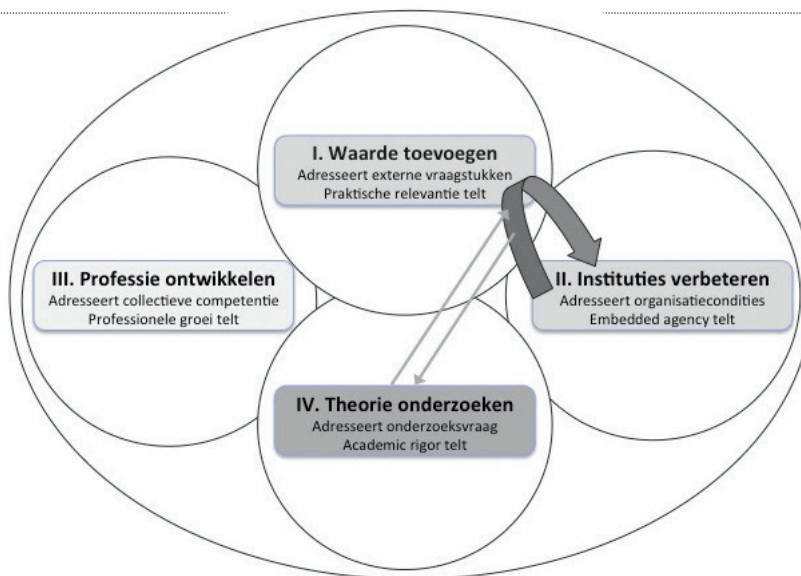 I. Waarde toevoegen
Adresseert externe vraagstukken
Praktische relevantie telt
III. Professie ontwikkelen
Adresseert collectieve competentie
Professionele groei telt
II. Instituties verbeteren
Adresseert organisatiecondities
Embedded agency telt
IV. Theorie onderzoeken
Adresseert onderzoeksvraag
Academic rigor telt